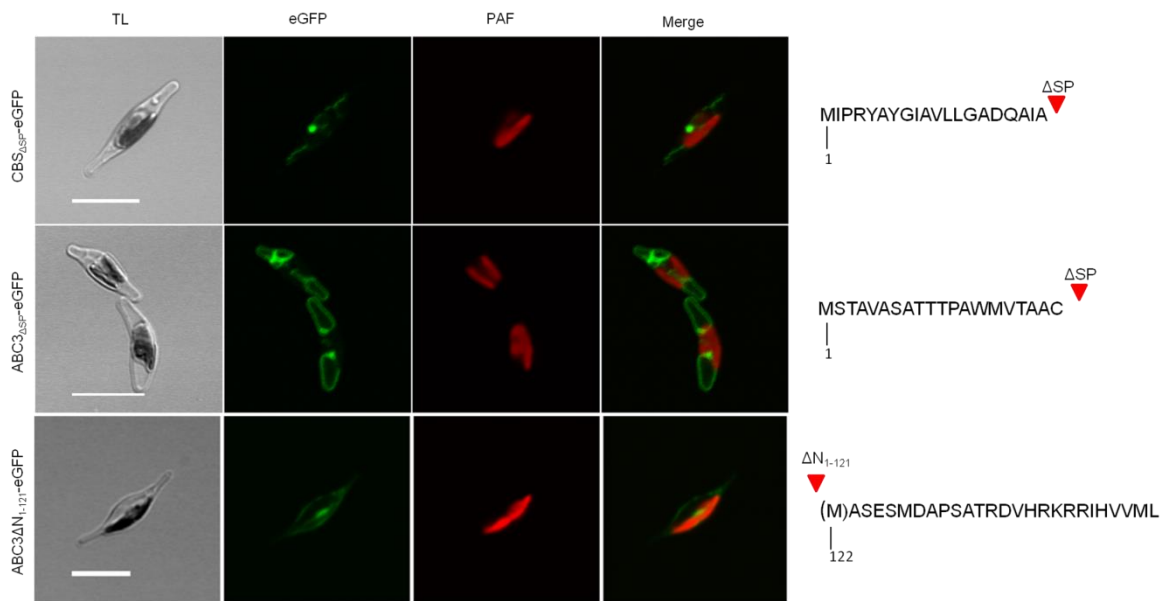 TL eGFP PAF Merge
CBSΔSP-eGFP
ΔSP
MIPRYAYGIAVLLGADQAIA
1
ABC3ΔSP-eGFP
ΔSP
MSTAVASATTTPAWMVTAAC
1
ABC3ΔN1-121-eGFP
ΔN1-121
(M)ASESMDAPSATRDVHRKRRIHVVML
122